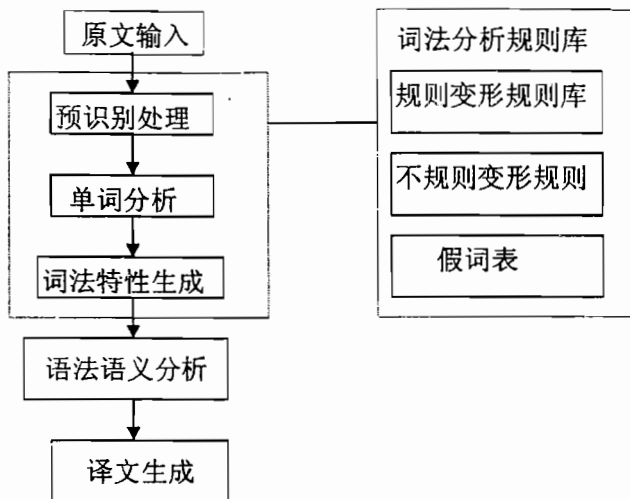 原文输入
预识别处理
单词分析
词法特性生成
语法语义分析
译文生成
词法分析规则库
规则变形规则库
不规则变形规则
假词表